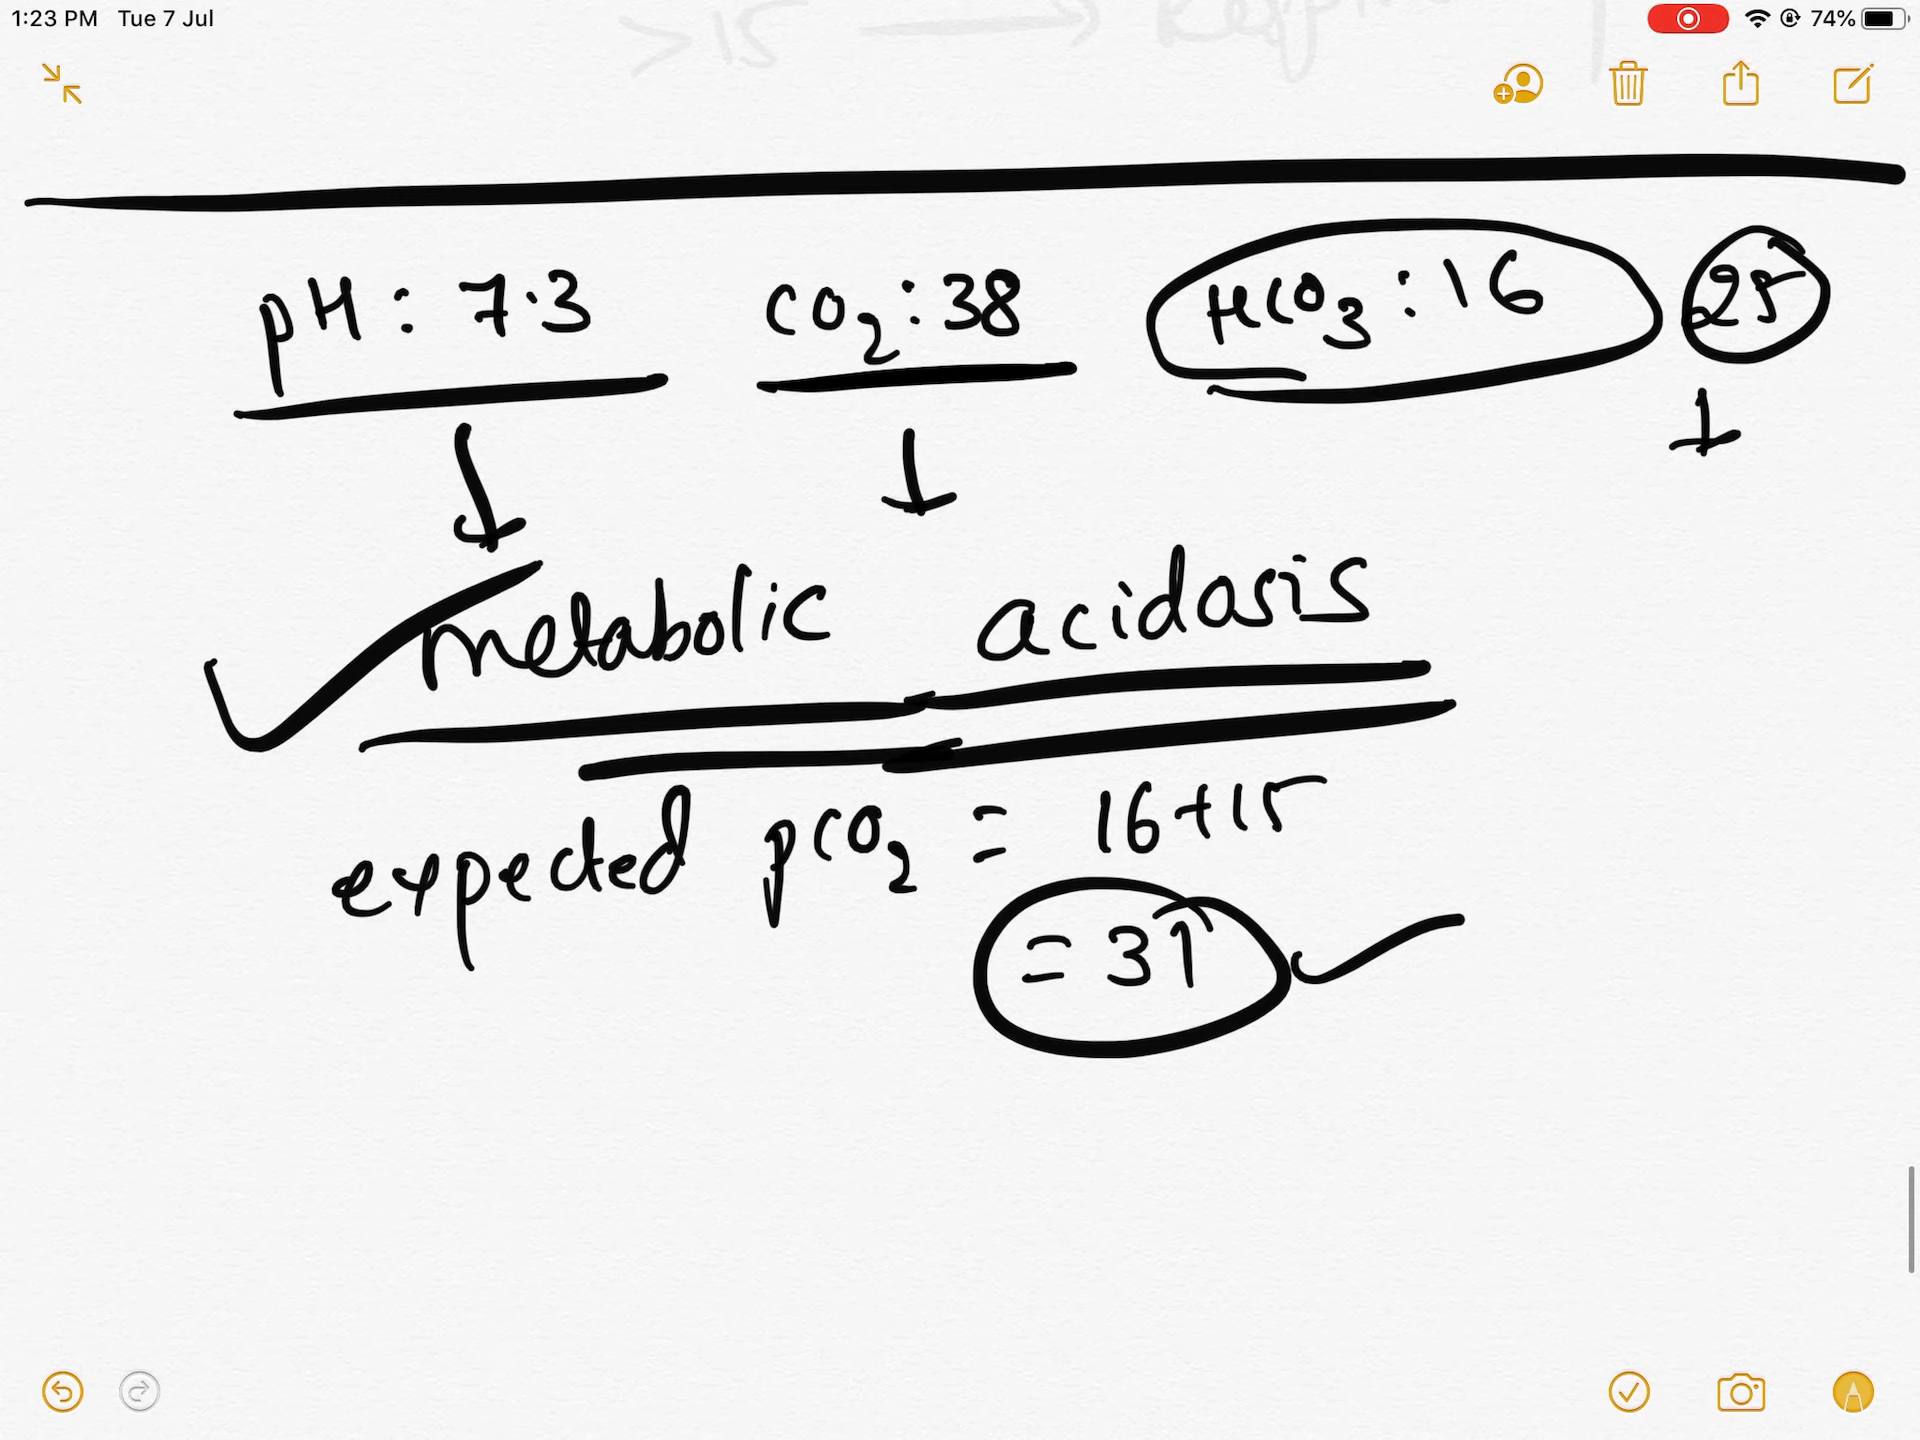 1:23 PM Tue 7 Jul 74%
>15
pH : 7.3 CO2 : 38 HCO3 : 16 25
metabolic acidosis
expected pCO2 = 16+15
= 31